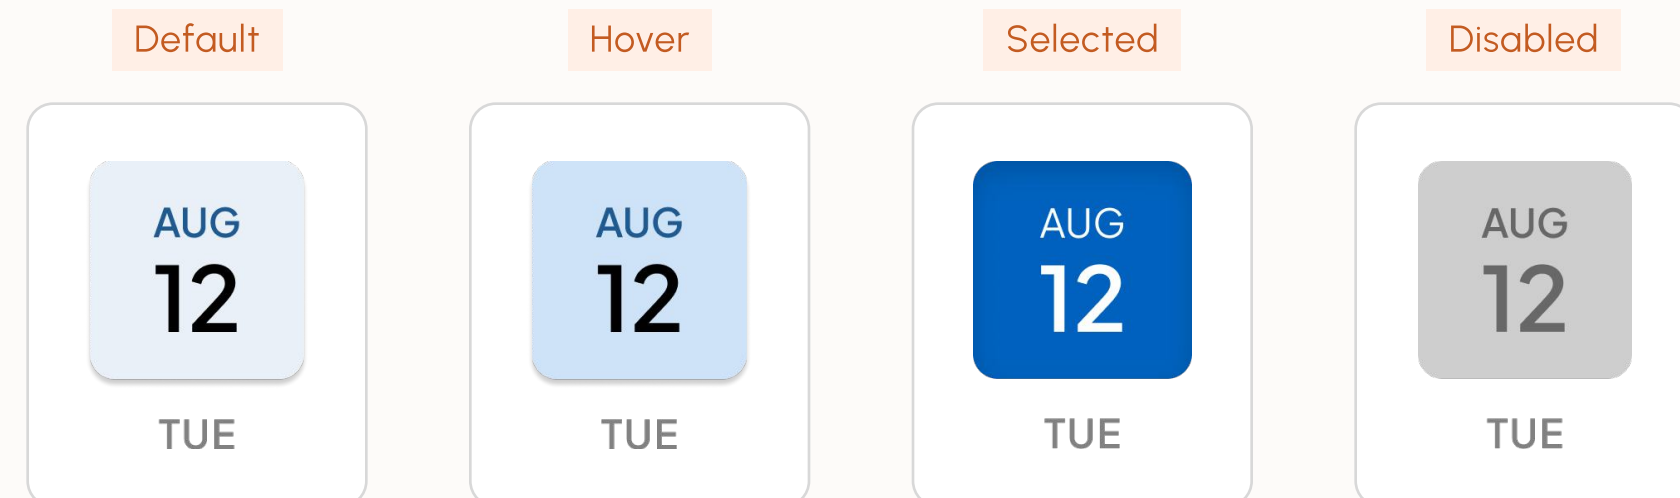 Default
Hover
Selected
Disabled
AUG
12
TUE
AUG
12
TUE
AUG
12
TUE
AUG
12
TUE